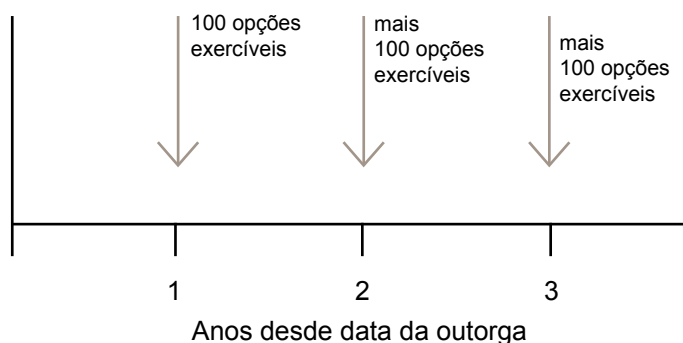 100 opções
exercíveis
mais
100 opções
exercíveis
mais
100 opções
exercíveis
1
2
3
Anos desde data da outorga